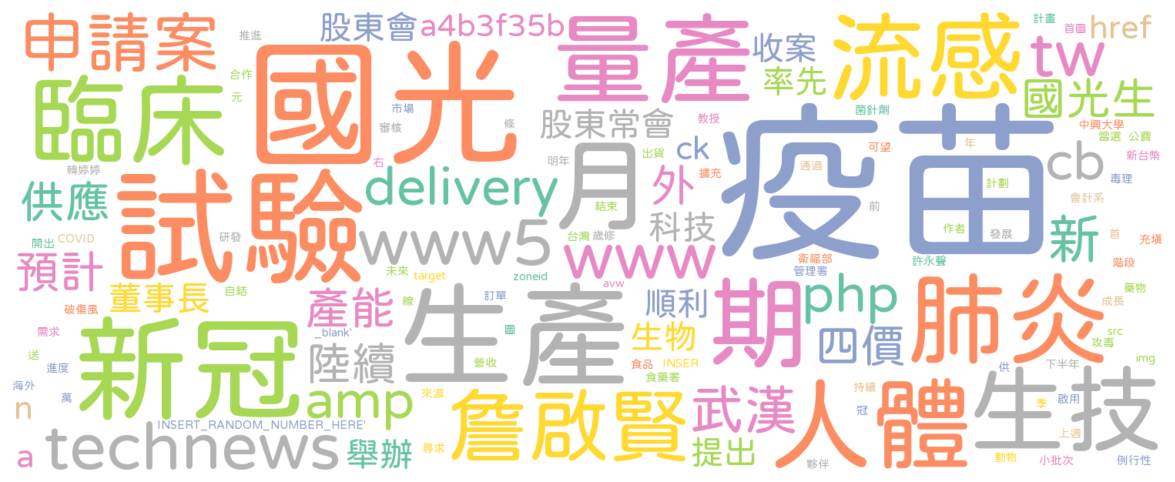 申請案
推進
股東會
a4b3f35b
量產
收案
流感
計畫
首圖
href
tw
合作
元
臨床
國光
市場
審核
條
率先
菌針劑
國光生
中興大學
當選
公費
韓婷婷
右
股東常會
教授
明年
出貨
ck
可望
年
新台幣
cb
供應
試驗
delivery
月
外
擴充
疫苗
通過
計劃
毒理
會計系
結束
前
開出
COVID
研發
www5
台灣
歲修
科技
作者
發展
新
首
充填
預計
未來
target
zoneid
www
衛福部
管理署
許永聲
階段
董事長
自結
線
訂單
avw
期
php
藥物
成長
破傷風
產能
生產
順利
肺炎
需求
新冠
_blank'
圖
生物
四價
src
攻毒
送
進度
陸續
營收
食品
INSER
食藥署
供
下半年
img
海外
萬
n
amp
來源
詹啟賢
武漢
人體
持續
冠
生技
季
啟用
INSERT_RANDOM_NUMBER_HERE'
上週
a
technews
舉辦
尋求
提出
夥伴
動物
小批次
例行性